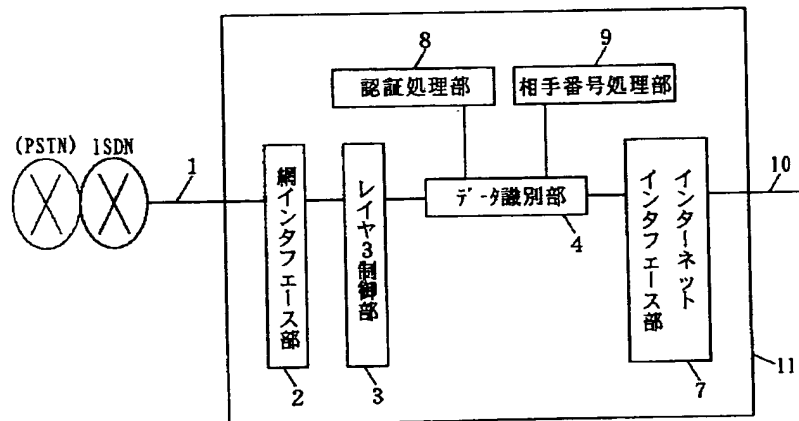 8
9
認証処理部
相手番号処理部
(PSTN) ISDN
1
網インタフェース部
レイヤ3制御部
データ識別部
4
インターネット
インタフェース部
10
2
3
7
11